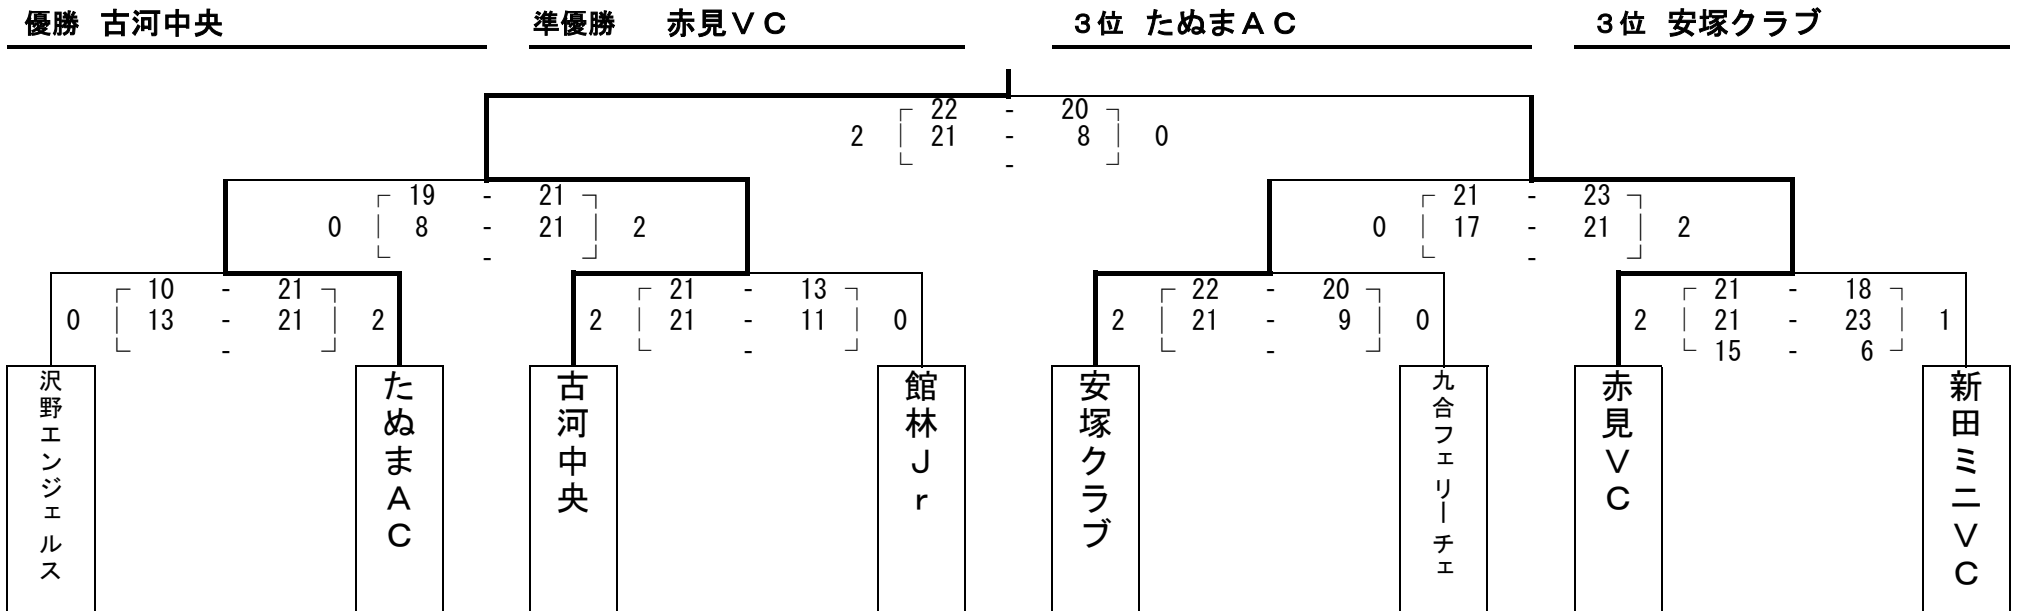 優勝 古河中央 準優勝 赤見ＶＣ ３位 たぬまＡＣ ３位 安塚クラブ
22 - 20
2 21 - 8 0
-
19 - 21 21 - 23
0 8 - 21 2 0 17 - 21 2
- -
10 - 21 21 - 13 22 - 20 21 - 18
0 13 - 21 2 2 21 - 11 0 2 21 - 9 0 2 21 - 23 1
- - - 15 - 6
沢野エンジェルス
たぬまＡＣ
古河中央
館林Ｊｒ
安塚クラブ
九合フェリーチェ
赤見ＶＣ
新田ミニＶＣ